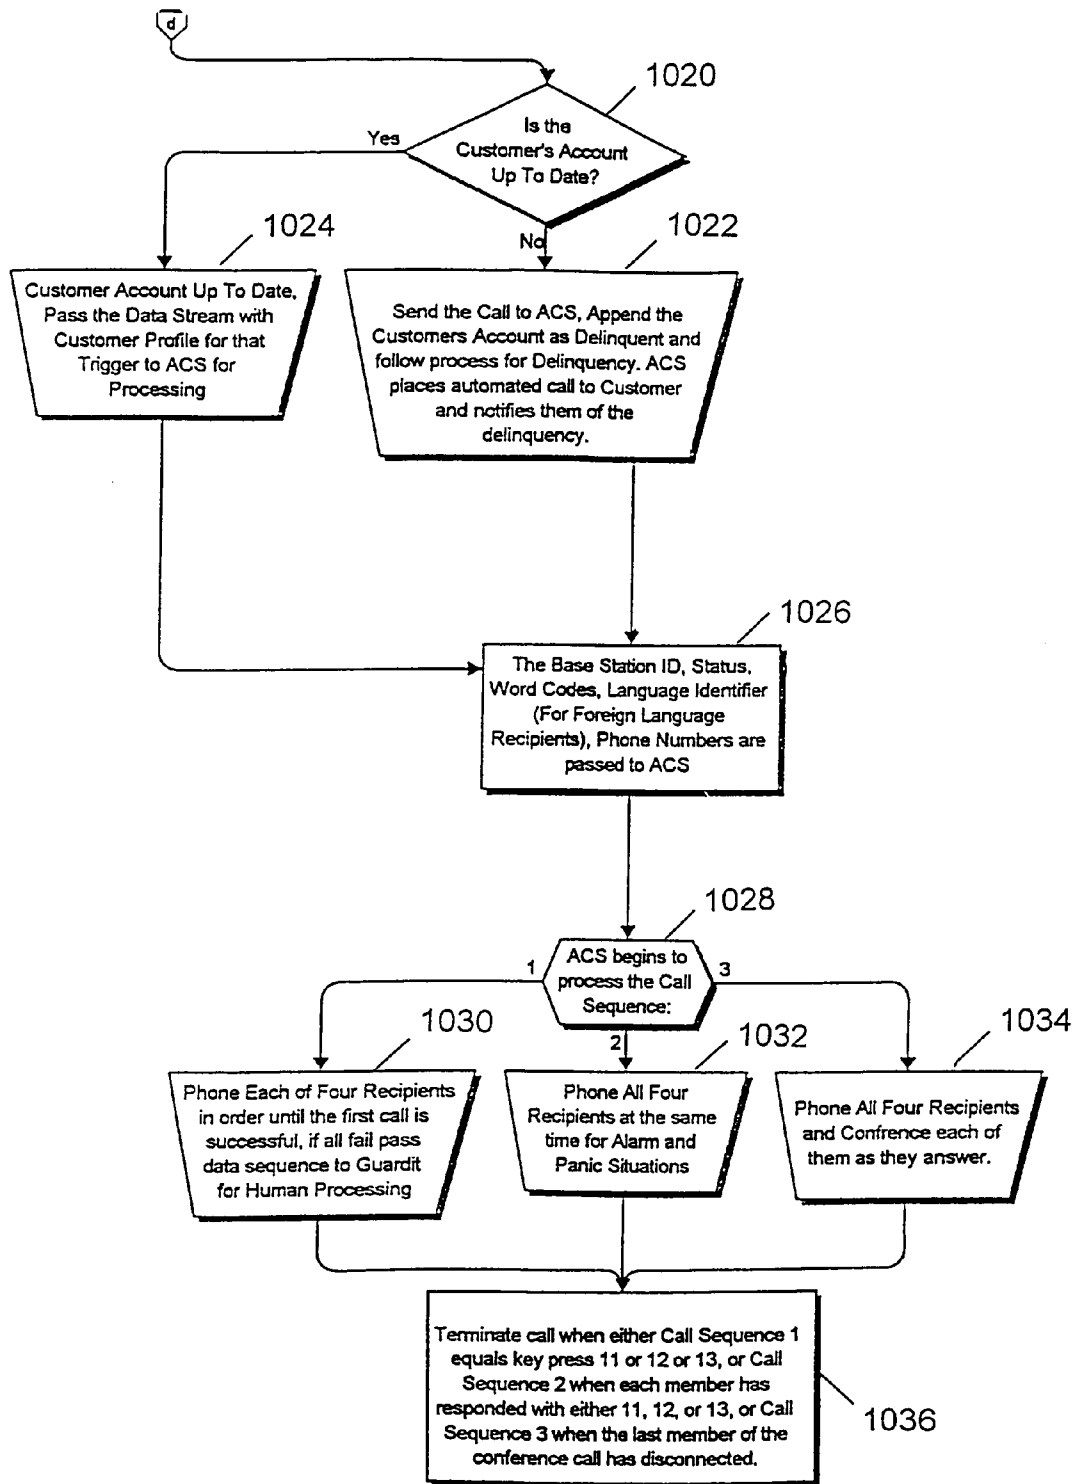 d
1020
Is the
Customer's Account
Up To Date?
Yes
No
1024
1022
Customer Account Up To Date,
Pass the Data Stream with
Customer Profile for that
Trigger to ACS for
Processing
Send the Call to ACS, Append the
Customers Account as Delinquent and
follow process for Delinquency. ACS
places automated call to Customer
and notifies them of the
delinquency.
1026
The Base Station ID, Status,
Word Codes, Language Identifier
(For Foreign Language
Recipients), Phone Numbers are
passed to ACS
1028
ACS begins to
process the Call
Sequence:
1
2
3
1030
1032
1034
Phone Each of Four Recipients
in order until the first call is
successful, if all fail pass
data sequence to Guardit
for Human Processing
Phone All Four
Recipients at the same
time for Alarm and
Panic Situations
Phone All Four Recipients
and Confrence each of
them as they answer.
Terminate call when either Call Sequence 1
equals key press 11 or 12 or 13, or Call
Sequence 2 when each member has
responded with either 11, 12, or 13, or Call
Sequence 3 when the last member of the
conference call has disconnected.
1036